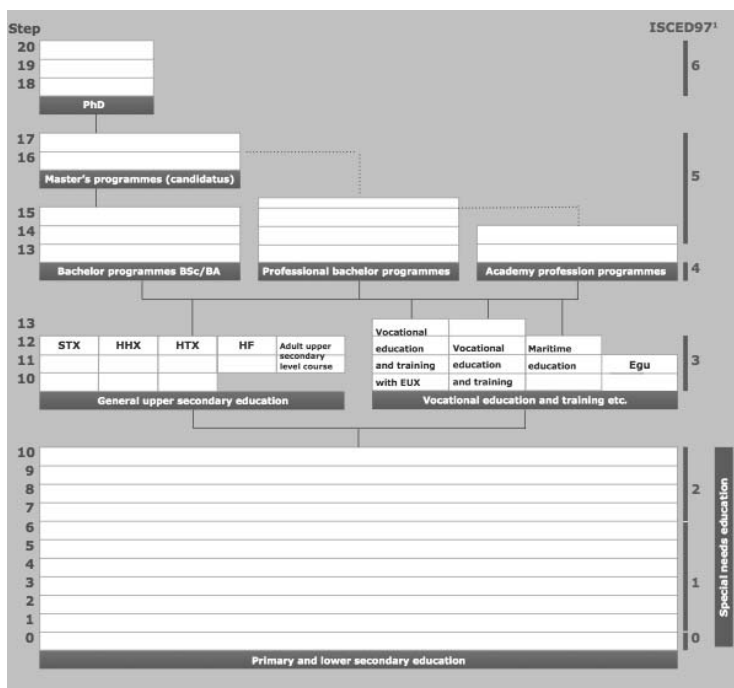 Step ISCED97¹
20
19 6
18
PhD
17
16
Master's programmes (candidatus) 5
15
14
13
Bachelor programmes BSc/BA Professional bachelor programmes Academy profession programmes 4
13
Vocational
12 STX HHX HTX HF Adult upper education Vocational Maritime
secondary
11 level course and training education education Egu 3
10 with EUX and training
General upper secondary education Vocational education and training etc.
10
9
8 2
7
6
5
4
3 1
2
1
0 0
Primary and lower secondary education
Special needs education